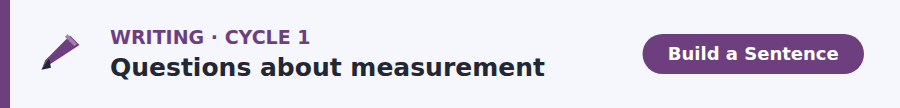 WRITING · CYCLE 1
Questions about measurement
Build a Sentence